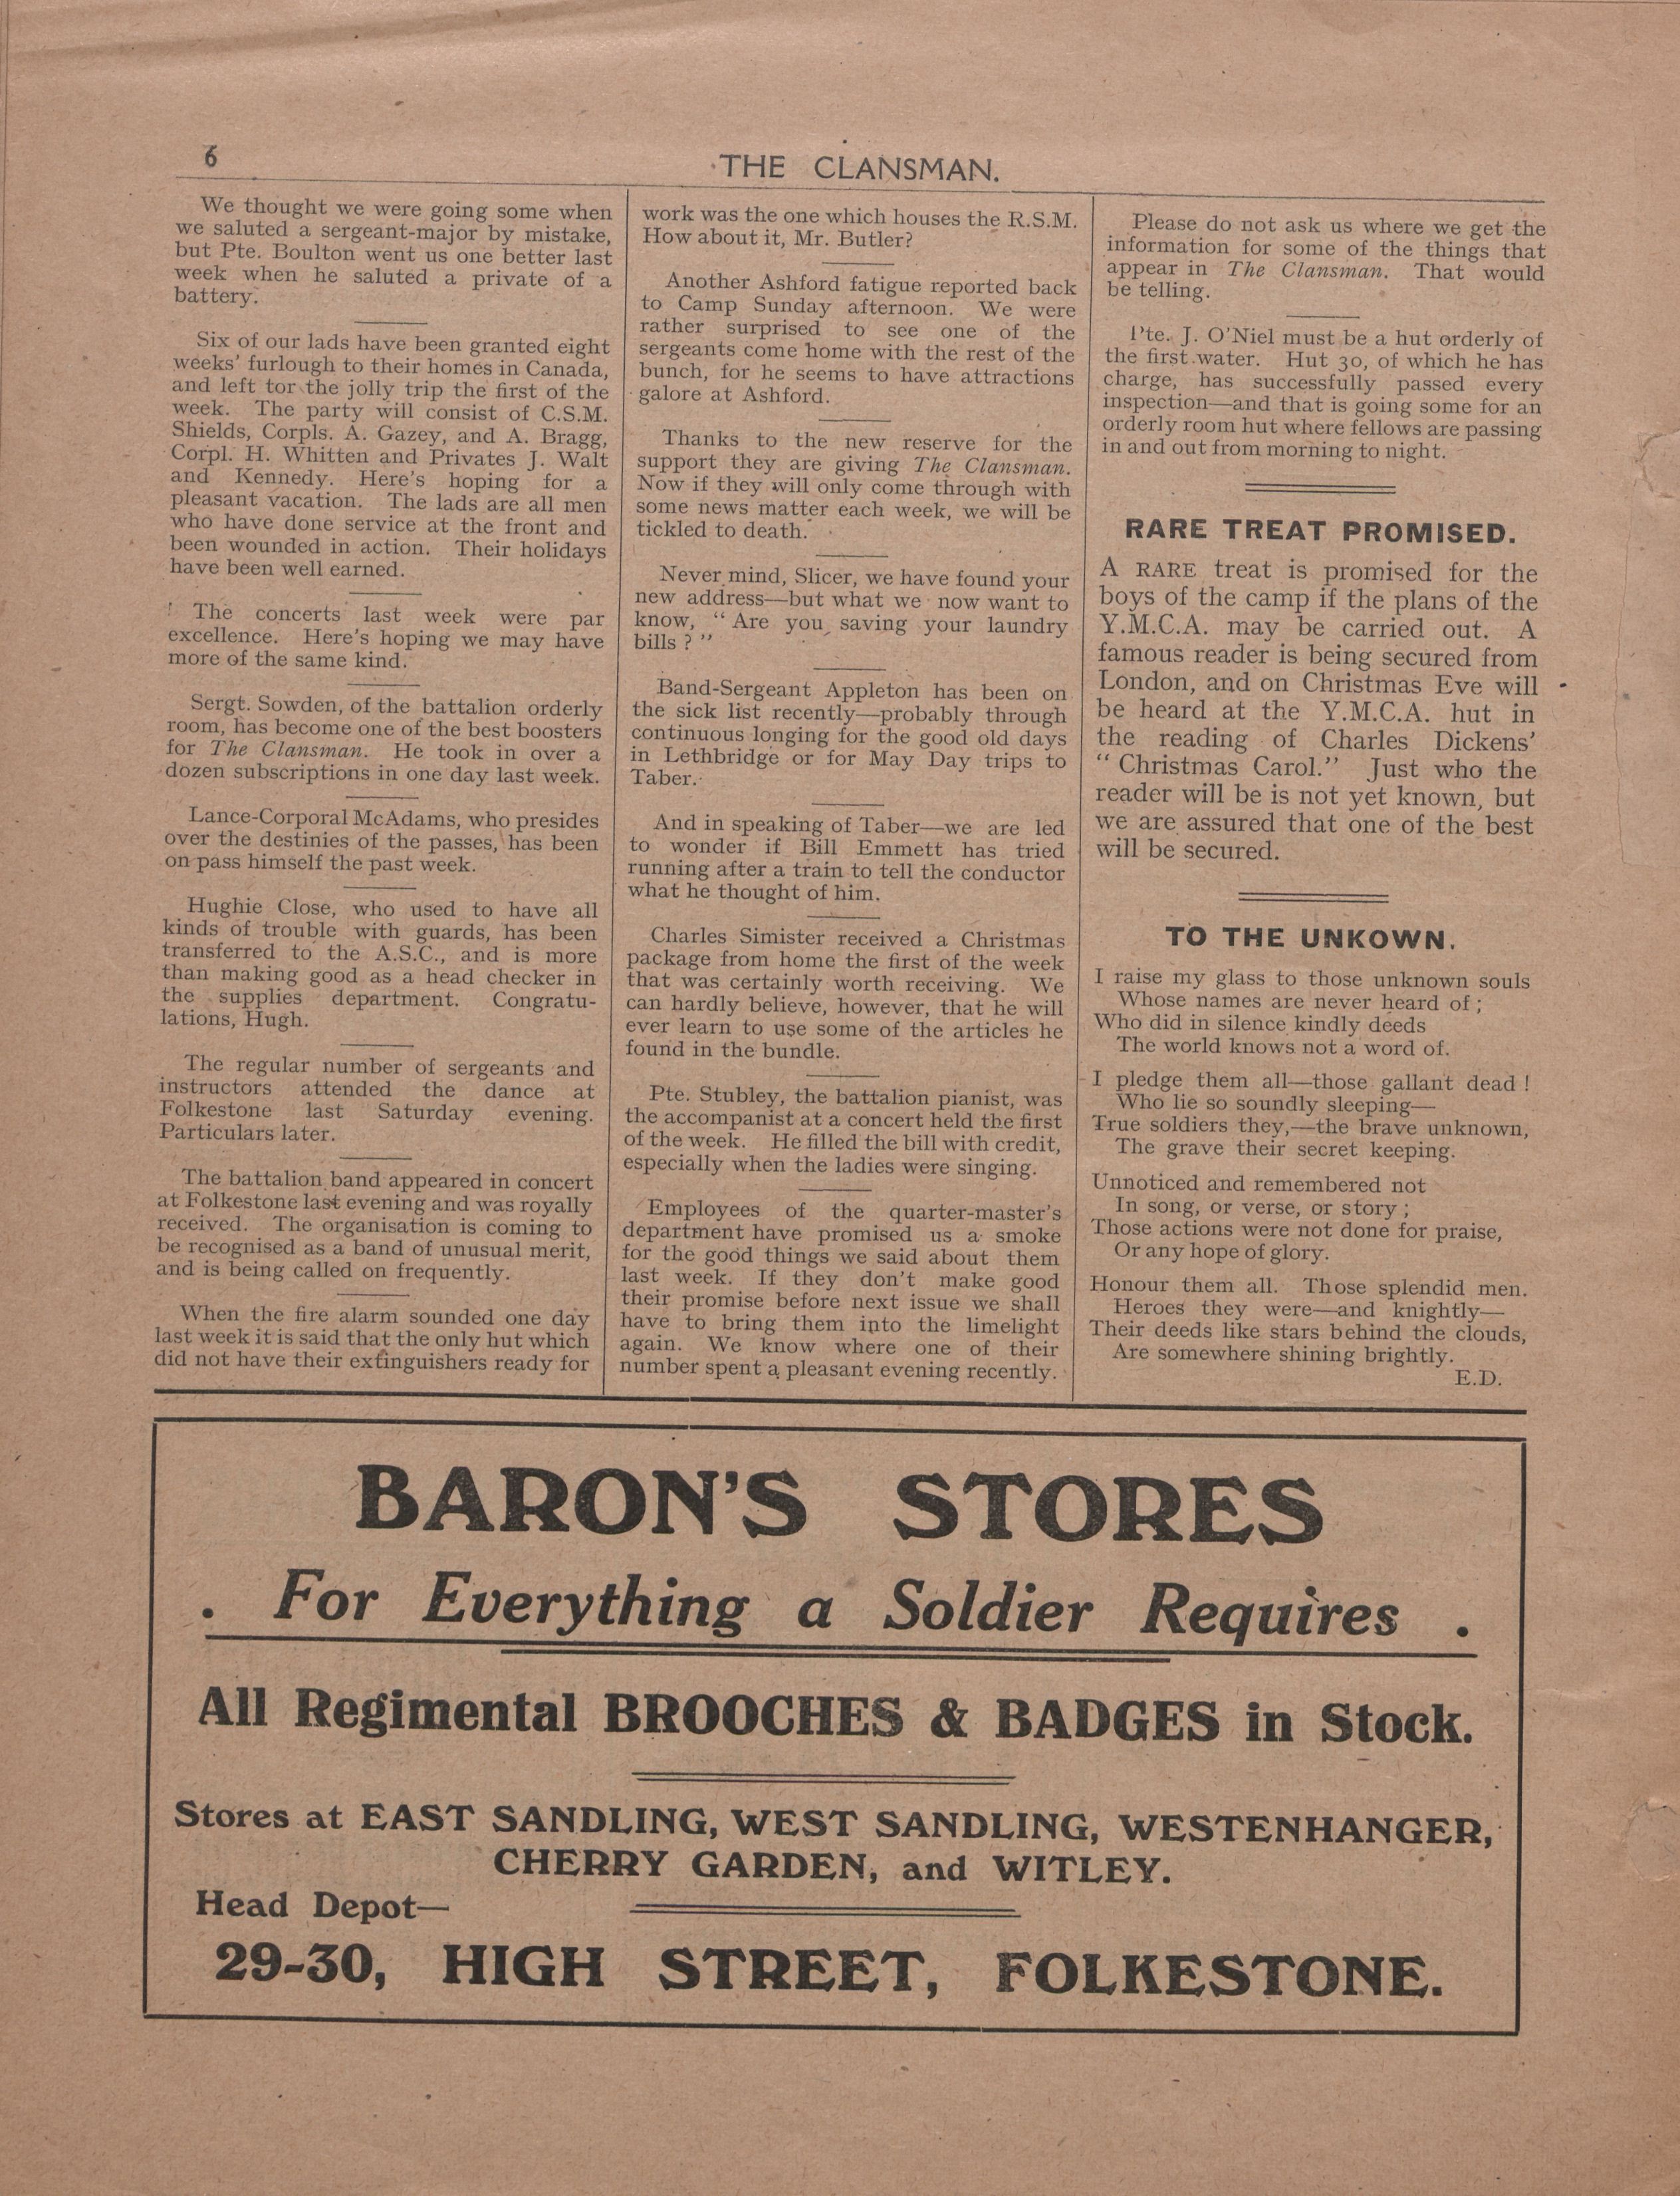 6
THE CLANSMAN.
We thought we were going some when
we saluted a sergeant-major by mistake,
but Pte. Boulton went us one better last
week when he saluted a private of a
battery.
Six of our lads have been granted eight
weeks' furlough to their homes in Canada,
and left tor the jolly trip the first of the
week. The party will consist of C.S.M.
Shields, Corpls. A. Gazey, and A. Bragg,
Corpl. H. Whitten and Privates J. Walt
and Kennedy. Here's hoping for a
pleasant vacation. The lads are all men
who have done service at the front and
been wounded in action. Their holidays
have been well earned.
The concerts last week were par
excellence. Here's hoping we may have
more of the same kind.
Sergt. Sowden, of the battalion orderly
room, has become one of the best boosters
for The Clansman. He took in over a
dozen subscriptions in one day last week.
Lance-Corporal McAdams, who presides
over the destinies of the passes, has been
on pass himself the past week.
Hughie Close, who used to have all
kinds of trouble with guards, has been
transferred to the A.S.C., and is more
than making good as a head checker in
the supplies department. Congratu-
lations, Hugh.
The regular number of sergeants and
instructors attended the dance at
Folkestone last Saturday evening.
Particulars later.
The battalion band appeared in concert
at Folkestone last evening and was royally
received. The organisation is coming to
be recognised as a band of unusual merit,
and is being called on frequently.
When the fire alarm sounded one day
last week it is said that the only hut which
did not have their extinguishers ready for
work was the one which houses the R.S.M.
How about it, Mr. Butler?
Another Ashford fatigue reported back
to Camp Sunday afternoon. We were
rather surprised to see one of the
sergeants come home with the rest of the
bunch, for he seems to have attractions
galore at Ashford.
Thanks to the new reserve for the
support they are giving The Clansman.
Now if they will only come through with
some news matter each week, we will be
tickled to death.
Never mind, Slicer, we have found your
new address—but what we now want to
know, "Are you saving your laundry
bills?"
Band-Sergeant Appleton has been on
the sick list recently—probably through
continuous longing for the good old days
in Lethbridge or for May Day trips to
Taber.
And in speaking of Taber—we are led
to wonder if Bill Emmett has tried
running after a train to tell the conductor
what he thought of him.
Charles Simister received a Christmas
package from home the first of the week
that was certainly worth receiving. We
can hardly believe, however, that he will
ever learn to use some of the articles he
found in the bundle.
Pte. Stubley, the battalion pianist, was
the accompanist at a concert held the first
of the week. He filled the bill with credit,
especially when the ladies were singing.
Employees of the quarter-master's
department have promised us a smoke
for the good things we said about them
last week. If they don't make good
their promise before next issue we shall
have to bring them into the limelight
again. We know where one of their
number spent a pleasant evening recently.
Please do not ask us where we get the
information for some of the things that
appear in The Clansman. That would
be telling.
Pte. J. O'Niel must be a hut orderly of
the first water. Hut 30, of which he has
charge, has successfully passed every
inspection—and that is going some for an
orderly room hut where fellows are passing
in and out from morning to night.
RARE TREAT PROMISED.
A RARE treat is promised for the
boys of the camp if the plans of the
Y.M.C.A. may be carried out. A
famous reader is being secured from
London, and on Christmas Eve will
be heard at the Y.M.C.A. hut in
the reading of Charles Dickens'
"Christmas Carol." Just who the
reader will be is not yet known, but
we are assured that one of the best
will be secured.
TO THE UNKOWN.
I raise my glass to those unknown souls
Whose names are never heard of;
Who did in silence kindly deeds
The world knows not a word of.
I pledge them all—those gallant dead!
Who lie so soundly sleeping—
True soldiers they,—the brave unknown,
The grave their secret keeping.
Unnoticed and remembered not
In song, or verse, or story;
Those actions were not done for praise,
Or any hope of glory.
Honour them all. Those splendid men.
Heroes they were—and knightly—
Their deeds like stars behind the clouds,
Are somewhere shining brightly.
E.D.
BARON'S STORES
. For Everything a Soldier Requires .
All Regimental BROOCHES & BADGES in Stock.
Stores at EAST SANDLING, WEST SANDLING, WESTENHANGER,
CHERRY GARDEN, and WITLEY.
Head Depot—
29-30, HIGH STREET, FOLKESTONE.